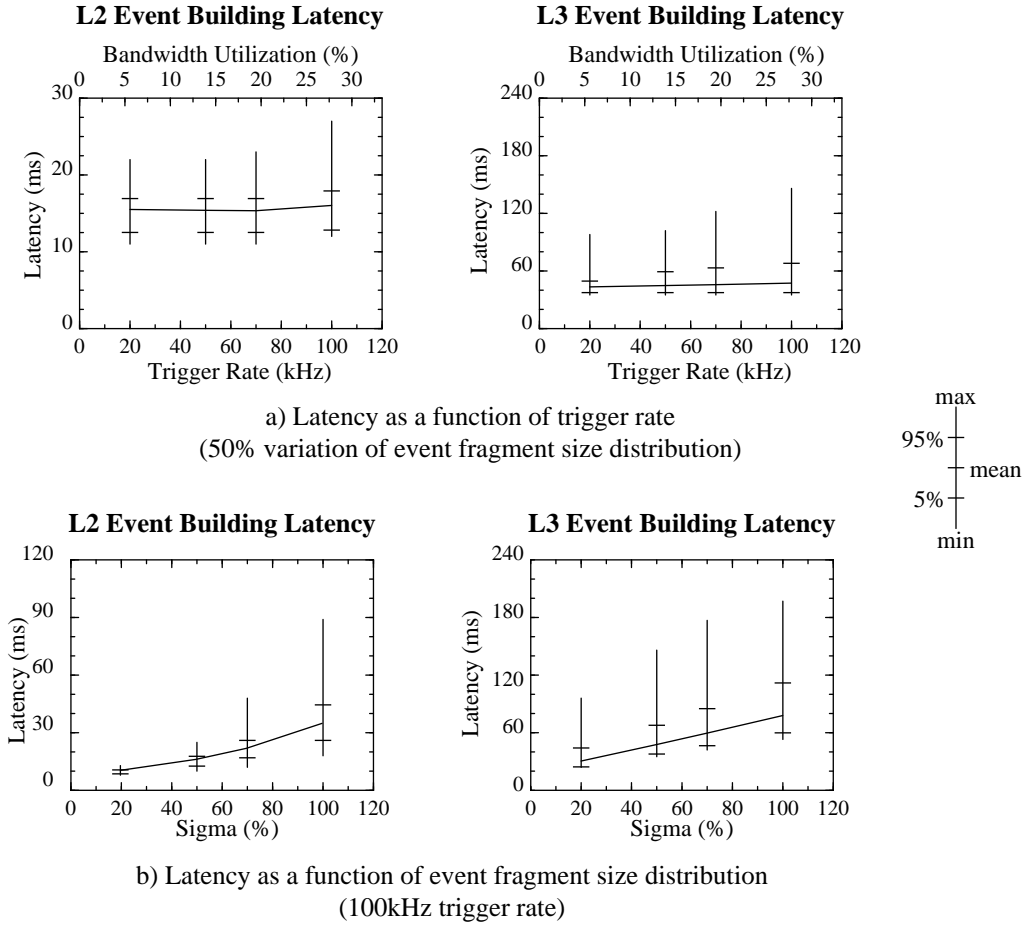 L2 Event Building Latency
Bandwidth Utilization (%)
0 5 10 15 20 25 30
30
20
10
0
Latency (ms)
0 20 40 60 80 100 120
Trigger Rate (kHz)
L3 Event Building Latency
Bandwidth Utilization (%)
0 5 10 15 20 25 30
240
180
120
60
0
Latency (ms)
0 20 40 60 80 100 120
Trigger Rate (kHz)
a) Latency as a function of trigger rate
(50% variation of event fragment size distribution)
max
95%
mean
5%
min
L2 Event Building Latency
120
90
60
30
0
Latency (ms)
0 20 40 60 80 100 120
Sigma (%)
L3 Event Building Latency
240
180
120
60
0
Latency (ms)
0 20 40 60 80 100 120
Sigma (%)
b) Latency as a function of event fragment size distribution
(100kHz trigger rate)